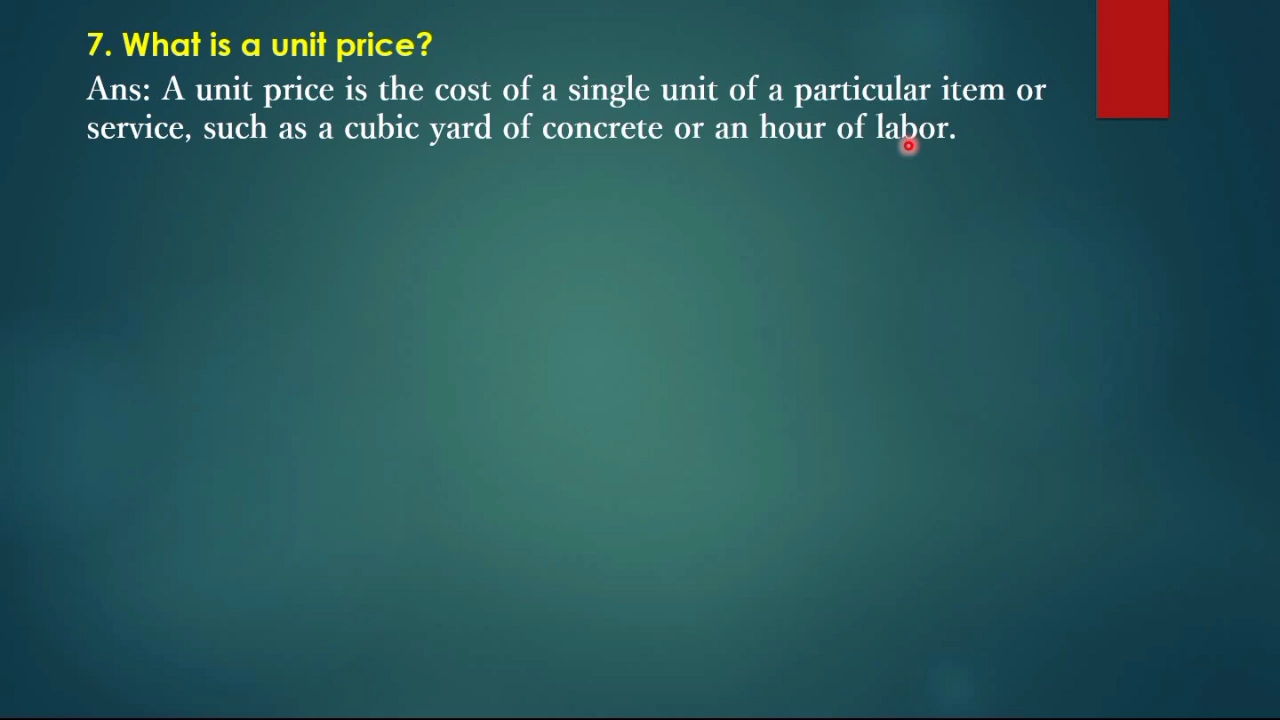 7. What is a unit price?
Ans: A unit price is the cost of a single unit of a particular item or
service, such as a cubic yard of concrete or an hour of labor.